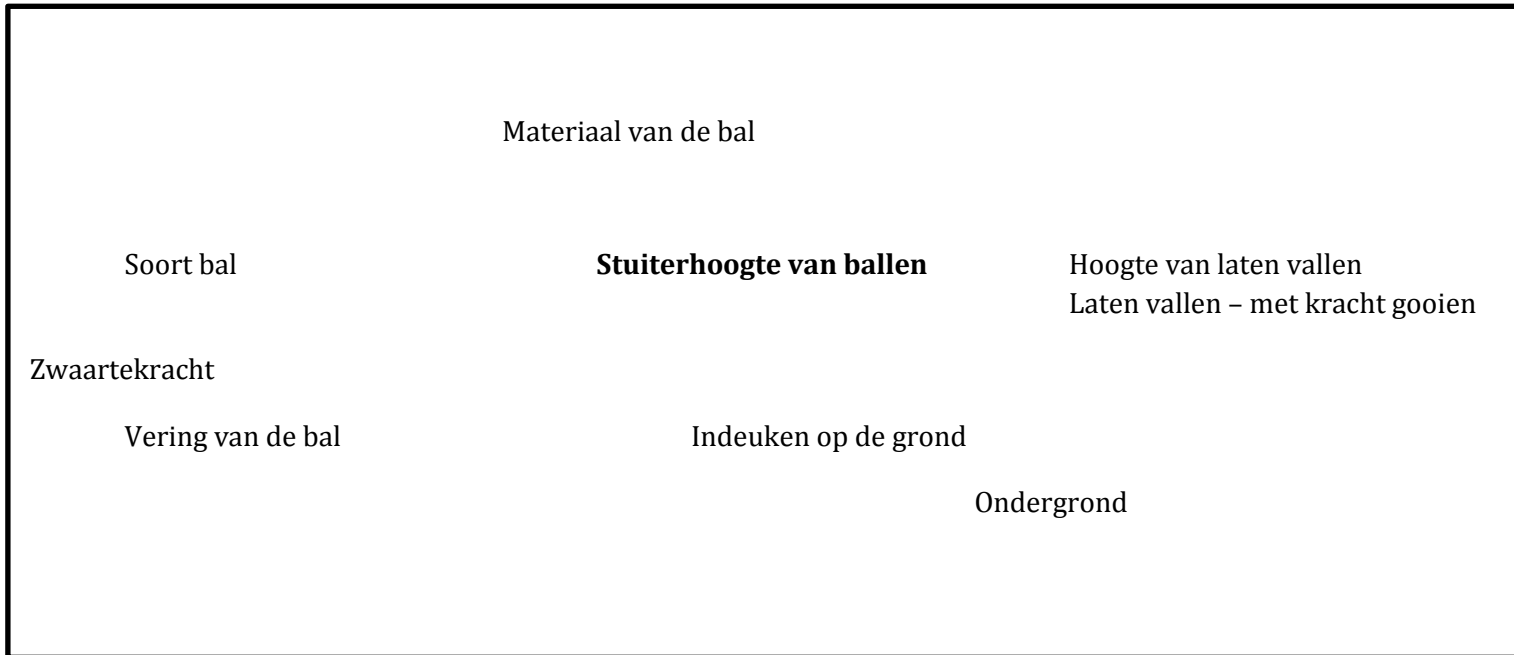 Materiaal van de bal
Soort bal
Stuiterhoogte van ballen
Hoogte van laten vallen
Laten vallen – met kracht gooien
Zwaartekracht
Vering van de bal
Indeuken op de grond
Ondergrond